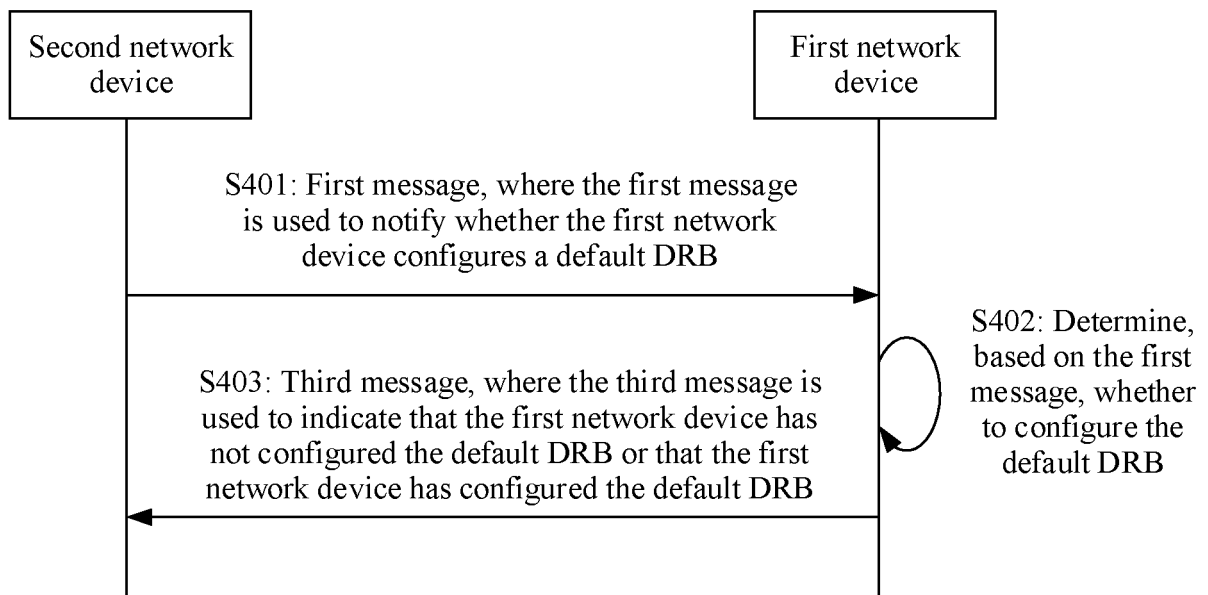 Second network
device
First network
device
S401: First message, where the first message
is used to notify whether the first network
device configures a default DRB
S402: Determine,
based on the first
message, whether
to configure the
default DRB
S403: Third message, where the third message is
used to indicate that the first network device has
not configured the default DRB or that the first
network device has configured the default DRB